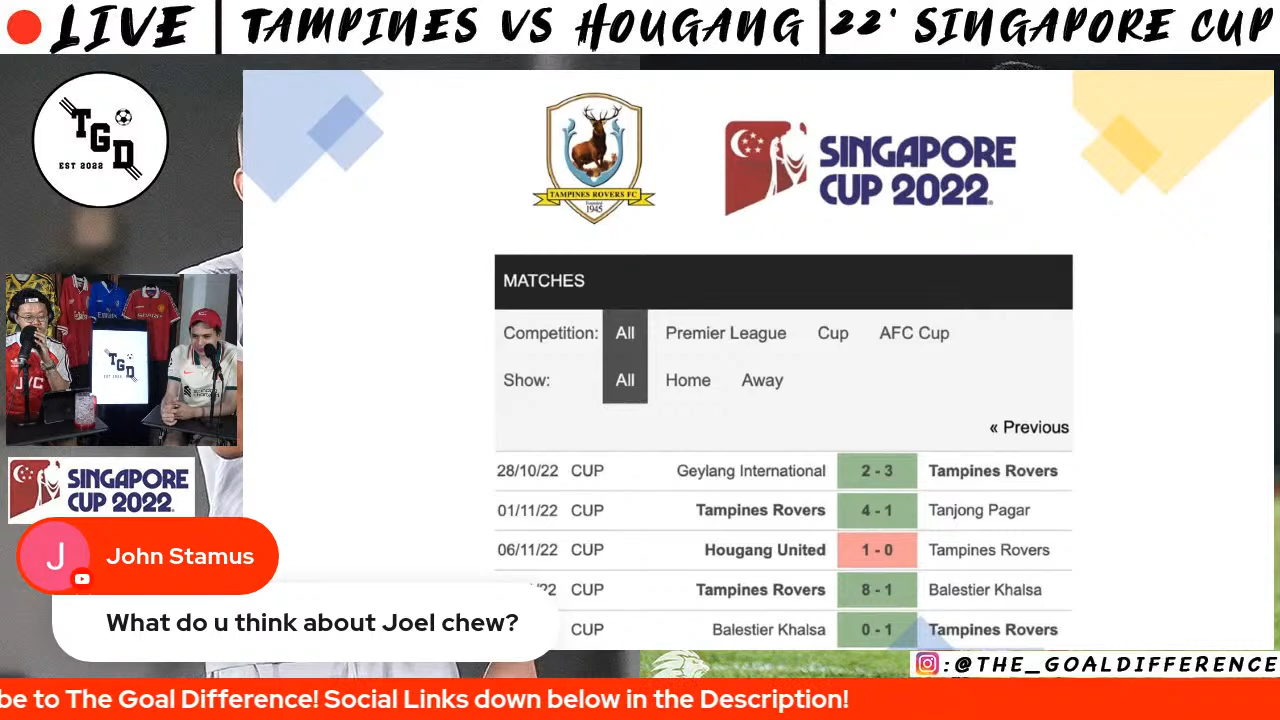 LIVE
TAMPINES VS HOUGANG
22' SINGAPORE CUP
TGD
EST 2022
TAMPINES ROVERS FC
Founded
1945
SINGAPORE
CUP 2022
MATCHES
Competition: All Premier League Cup AFC Cup
Show: All Home Away
« Previous
28/10/22 CUP Geylang International 2 - 3 Tampines Rovers
01/11/22 CUP Tampines Rovers 4 - 1 Tanjong Pagar
06/11/22 CUP Hougang United 1 - 0 Tampines Rovers
CUP Tampines Rovers 8 - 1 Balestier Khalsa
CUP Balestier Khalsa 0 - 1 Tampines Rovers
TGD
JVC
SHARP
SINGAPORE
CUP 2022
J
John Stamus
What do u think about Joel chew?
:@THE_GOALDIFFERENCE
be to The Goal Difference! Social Links down below in the Description!